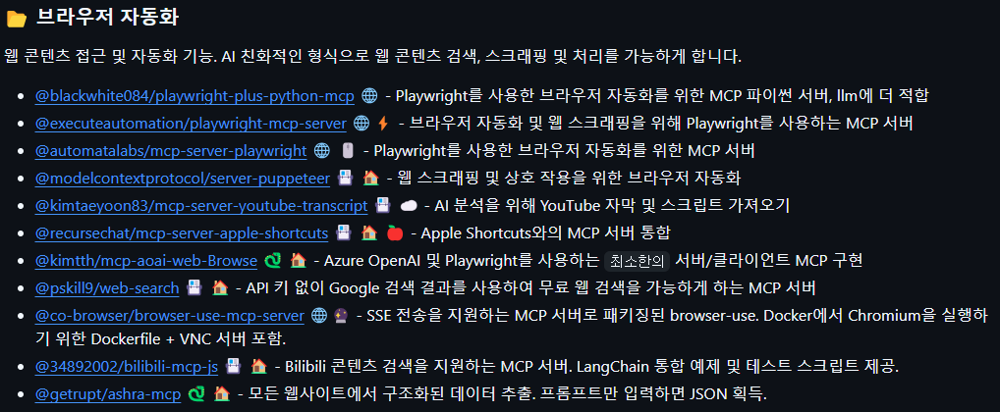 📂 브라우저 자동화
웹 콘텐츠 접근 및 자동화 기능. AI 친화적인 형식으로 웹 콘텐츠 검색, 스크래핑 및 처리를 가능하게 합니다.
• @blackwhite084/playwright-plus-python-mcp 🌐 - Playwright를 사용한 브라우저 자동화를 위한 MCP 파이썬 서버, llm에 더 적합
• @executeautomation/playwright-mcp-server 🌐 ⚡ - 브라우저 자동화 및 웹 스크래핑을 위해 Playwright를 사용하는 MCP 서버
• @automatalabs/mcp-server-playwright 🌐 🖱️ - Playwright를 사용한 브라우저 자동화를 위한 MCP 서버
• @modelcontextprotocol/server-puppeteer 📇 🏠 - 웹 스크래핑 및 상호 작용을 위한 브라우저 자동화
• @kimtaeyoon83/mcp-server-youtube-transcript 📇 ☁️ - AI 분석을 위해 YouTube 자막 및 스크립트 가져오기
• @recursechat/mcp-server-apple-shortcuts 📇 🏠 🍎 - Apple Shortcuts와의 MCP 서버 통합
• @kimtth/mcp-aoai-web-Browse 🐉 🏠 - Azure OpenAI 및 Playwright를 사용하는 최소한의 서버/클라이언트 MCP 구현
• @pskill9/web-search 📇 🏠 - API 키 없이 Google 검색 결과를 사용하여 무료 웹 검색을 가능하게 하는 MCP 서버
• @co-browser/browser-use-mcp-server 🌐 🔮 - SSE 전송을 지원하는 MCP 서버로 패키징된 browser-use. Docker에서 Chromium을 실행하
기 위한 Dockerfile + VNC 서버 포함.
• @34892002/bilibili-mcp-js 📇 🏠 - Bilibili 콘텐츠 검색을 지원하는 MCP 서버. LangChain 통합 예제 및 테스트 스크립트 제공.
• @getrupt/ashra-mcp 🐉 🏠 - 모든 웹사이트에서 구조화된 데이터 추출. 프롬프트만 입력하면 JSON 획득.